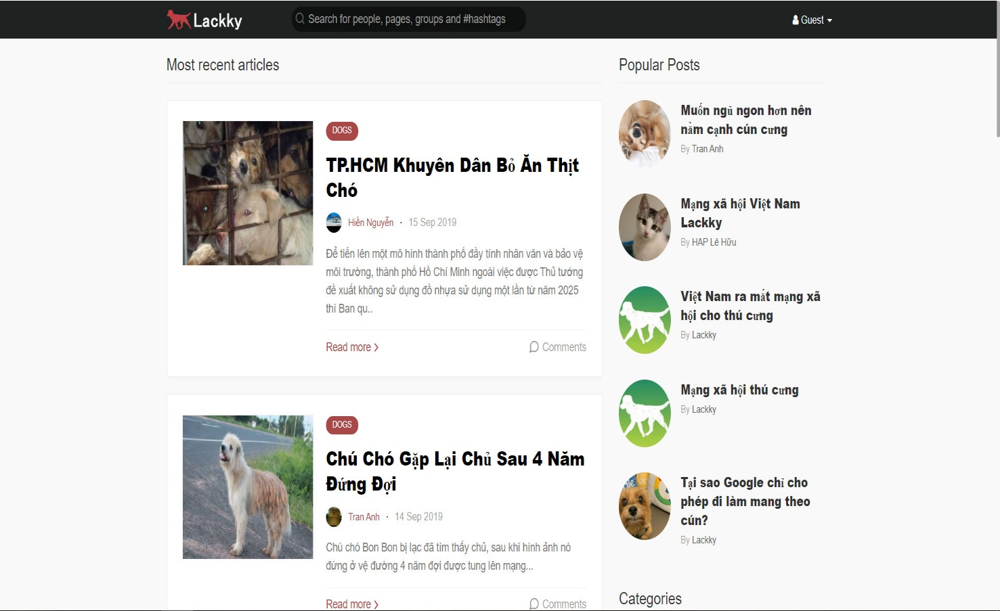 Lackky
Search for people, pages, groups and #hashtags
Guest
Most recent articles
DOGS
TP.HCM Khuyên Dân Bỏ Ăn Thịt
Chó
Hiền Nguyễn · 15 Sep 2019
Để tiến lên một mô hình thành phố đầy tính nhân văn và bảo vệ
môi trường, thành phố Hồ Chí Minh ngoài việc được Thủ tướng
đề xuất không sử dụng đồ nhựa sử dụng một lần từ năm 2025
thì Ban qu..
Read more
Comments
DOGS
Chú Chó Gặp Lại Chủ Sau 4 Năm
Đứng Đợi
Tran Anh · 14 Sep 2019
Chú chó Bon Bon bị lạc đã tìm thấy chủ, sau khi hình ảnh nó
đứng ở vệ đường 4 năm đợi được tung lên mạng...
Read more
Comments
Popular Posts
Muốn ngủ ngon hơn nên
nằm cạnh cún cưng
By Tran Anh
Mạng xã hội Việt Nam
Lackky
By HAP Lê Hữu
Việt Nam ra mắt mạng xã
hội cho thú cưng
By Lackky
Mạng xã hội thú cưng
By Lackky
Tại sao Google chỉ cho
phép đi làm mang theo
cún?
By Lackky
Categories